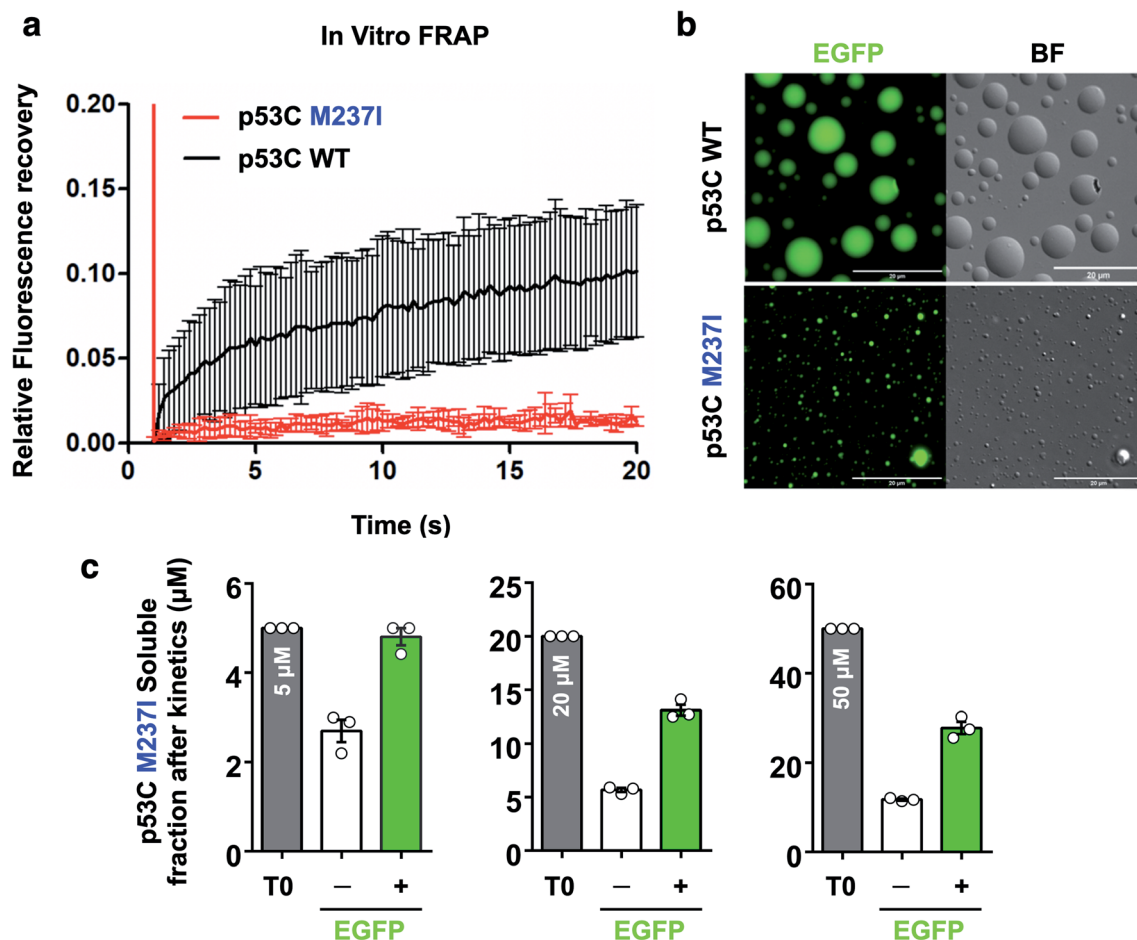 a
In Vitro FRAP
Relative Fluorescence recovery
0.20
0.15
0.10
0.05
0.00
p53C M237I
p53C WT
0
5
10
15
20
Time (s)
b
EGFP
BF
p53C WT
20 µm
20 µm
p53C M237I
20 µm
20 µm
c
p53C M237I Soluble
fraction after kinetics (µM)
6
4
2
0
5 µM
T0
–
+
EGFP
25
20
15
10
5
0
20 µM
T0
–
+
EGFP
60
40
20
0
50 µM
T0
–
+
EGFP